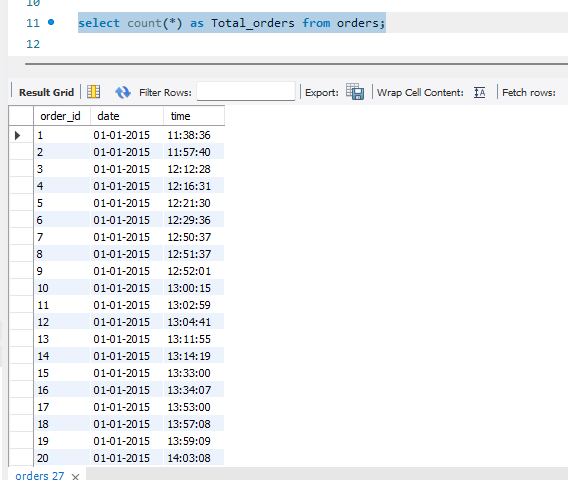 10
11 select count(*) as Total_orders from orders;
12
Result Grid Filter Rows: Export: Wrap Cell Content: Fetch rows:
order_id date time
1 01-01-2015 11:38:36
2 01-01-2015 11:57:40
3 01-01-2015 12:12:28
4 01-01-2015 12:16:31
5 01-01-2015 12:21:30
6 01-01-2015 12:29:36
7 01-01-2015 12:50:37
8 01-01-2015 12:51:37
9 01-01-2015 12:52:01
10 01-01-2015 13:00:15
11 01-01-2015 13:02:59
12 01-01-2015 13:04:41
13 01-01-2015 13:11:55
14 01-01-2015 13:14:19
15 01-01-2015 13:33:00
16 01-01-2015 13:34:07
17 01-01-2015 13:53:00
18 01-01-2015 13:57:08
19 01-01-2015 13:59:09
20 01-01-2015 14:03:08
orders 27